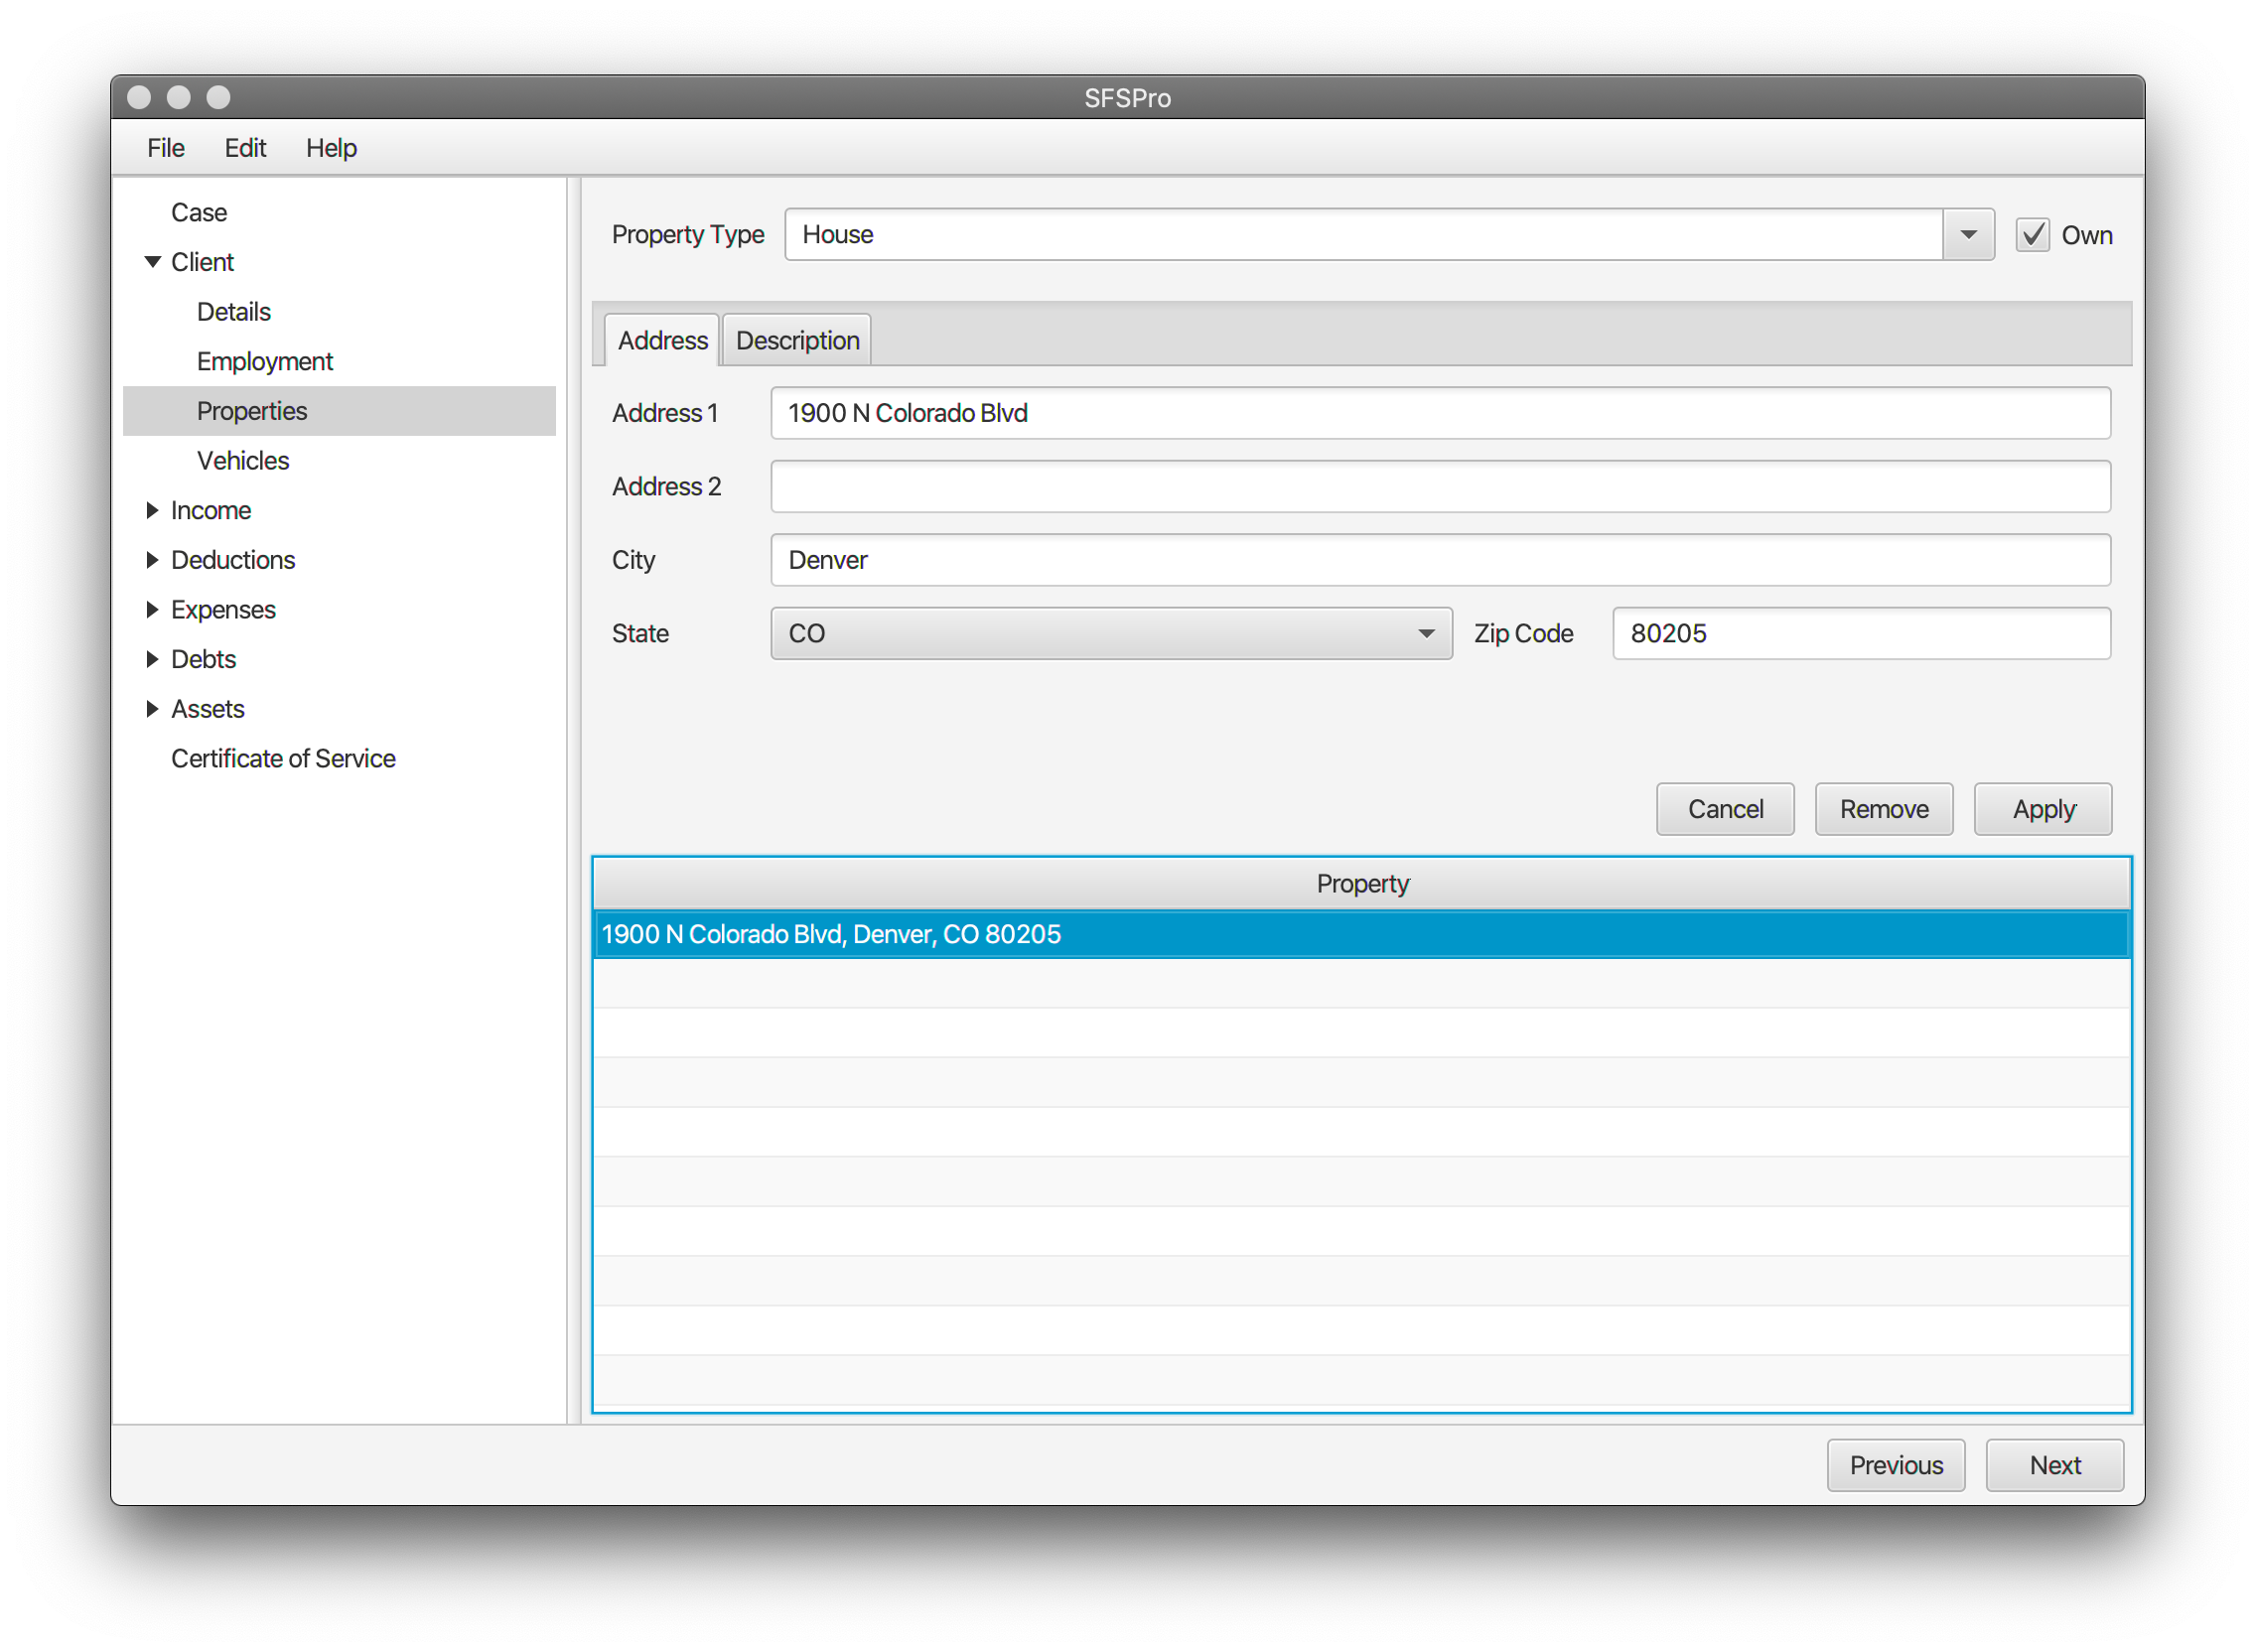 SFSPro
File Edit Help
Case
Client
Details
Employment
Properties
Vehicles
Income
Deductions
Expenses
Debts
Assets
Certificate of Service
Property Type House Own
Address Description
Address 1 1900 N Colorado Blvd
Address 2
City Denver
State CO Zip Code 80205
Cancel Remove Apply
Property
1900 N Colorado Blvd, Denver, CO 80205
Previous Next